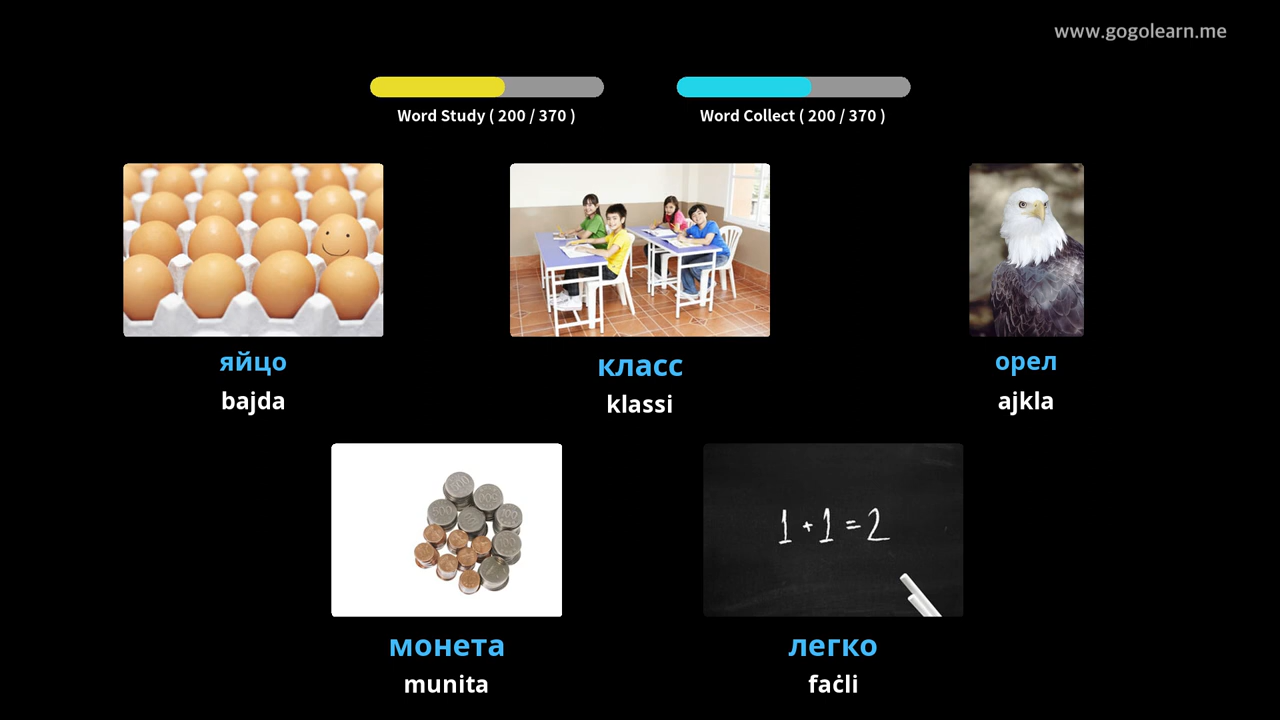 www.gogolearn.me
Word Study ( 200 / 370 )
Word Collect ( 200 / 370 )
яйцо
bajda
класс
klassi
орел
ajkla
1 + 1 = 2
монета
munita
легко
faċli